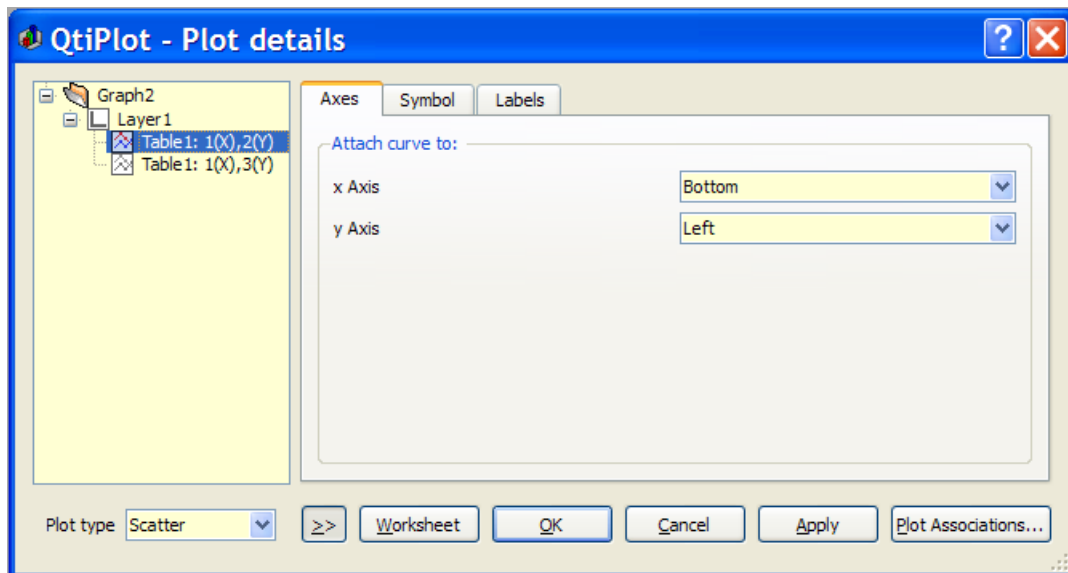 QtiPlot - Plot details
Graph2
Layer1
Table1: 1(X),2(Y)
Table1: 1(X),3(Y)
Axes Symbol Labels
Attach curve to:
x Axis Bottom
y Axis Left
Plot type Scatter >> Worksheet OK Cancel Apply Plot Associations...